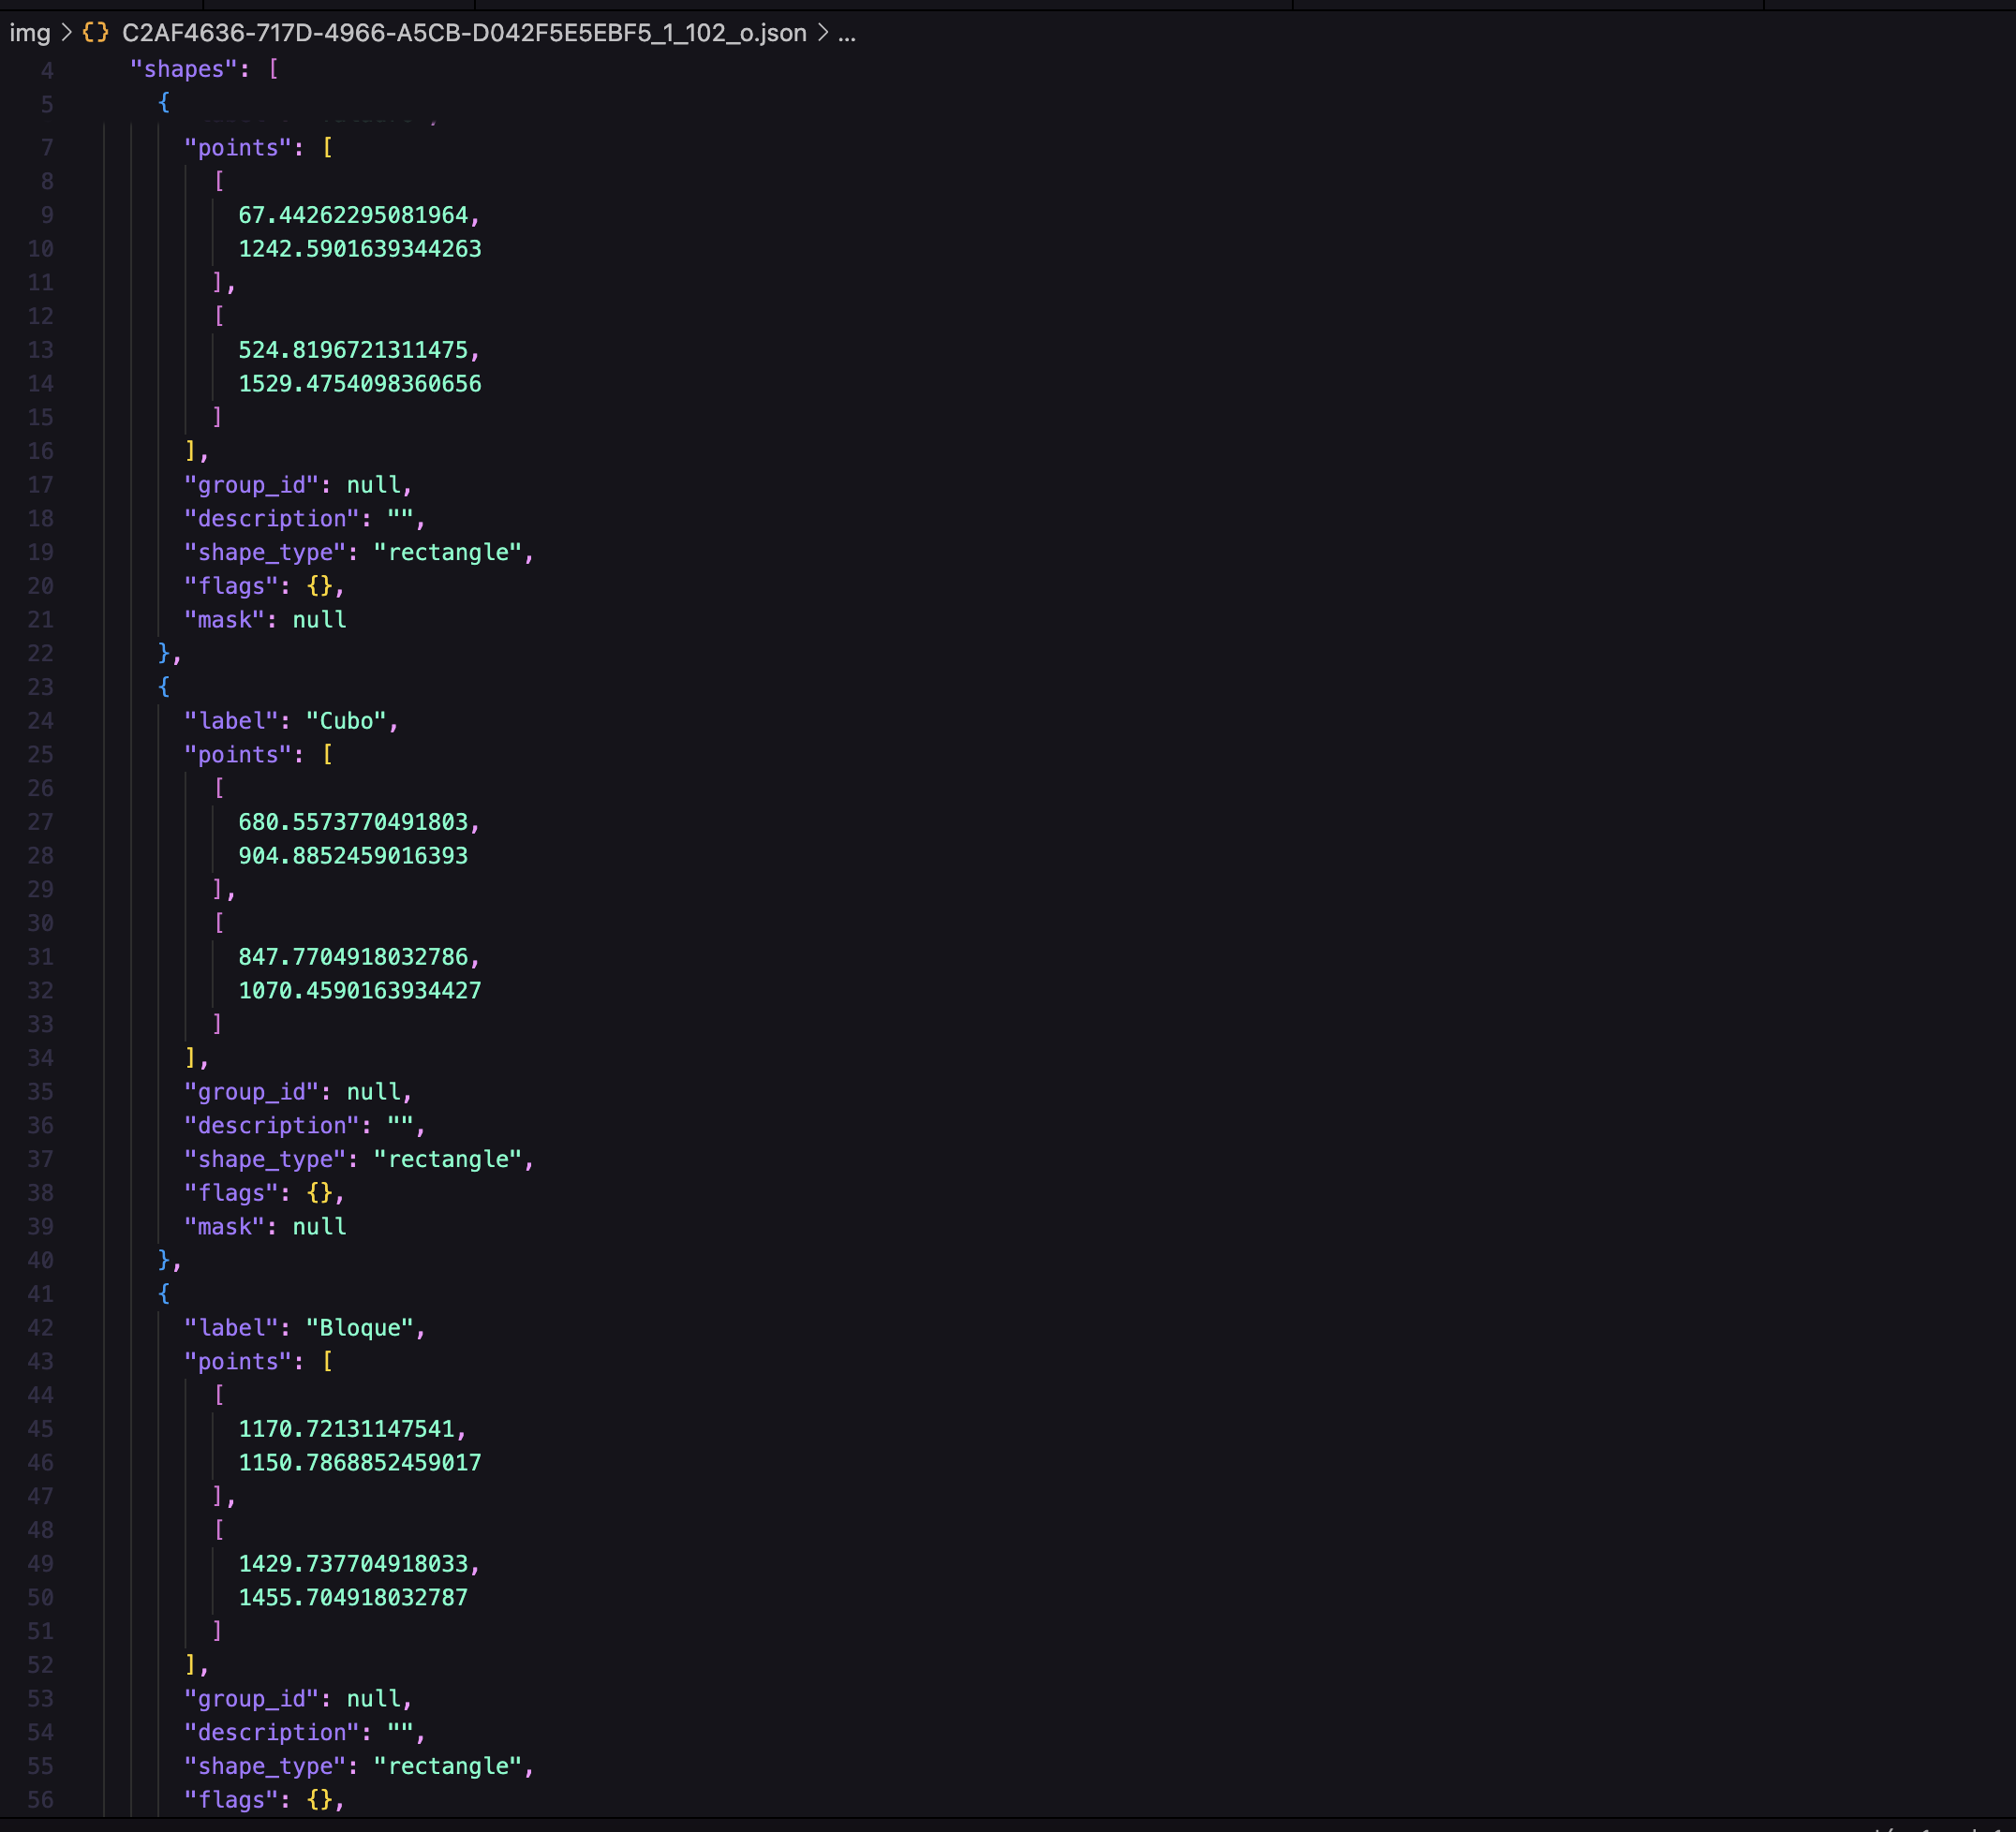 img > {} C2AF4636-717D-4966-A5CB-D042F5E5EBF5_1_102_o.json > ...
4 "shapes": [
5 {
7 "points": [
8 [
9 67.44262295081964,
10 1242.5901639344263
11 ],
12 [
13 524.8196721311475,
14 1529.4754098360656
15 ]
16 ],
17 "group_id": null,
18 "description": "",
19 "shape_type": "rectangle",
20 "flags": {},
21 "mask": null
22 },
23 {
24 "label": "Cubo",
25 "points": [
26 [
27 680.5573770491803,
28 904.8852459016393
29 ],
30 [
31 847.7704918032786,
32 1070.4590163934427
33 ]
34 ],
35 "group_id": null,
36 "description": "",
37 "shape_type": "rectangle",
38 "flags": {},
39 "mask": null
40 },
41 {
42 "label": "Bloque",
43 "points": [
44 [
45 1170.72131147541,
46 1150.7868852459017
47 ],
48 [
49 1429.737704918033,
50 1455.704918032787
51 ]
52 ],
53 "group_id": null,
54 "description": "",
55 "shape_type": "rectangle",
56 "flags": {},